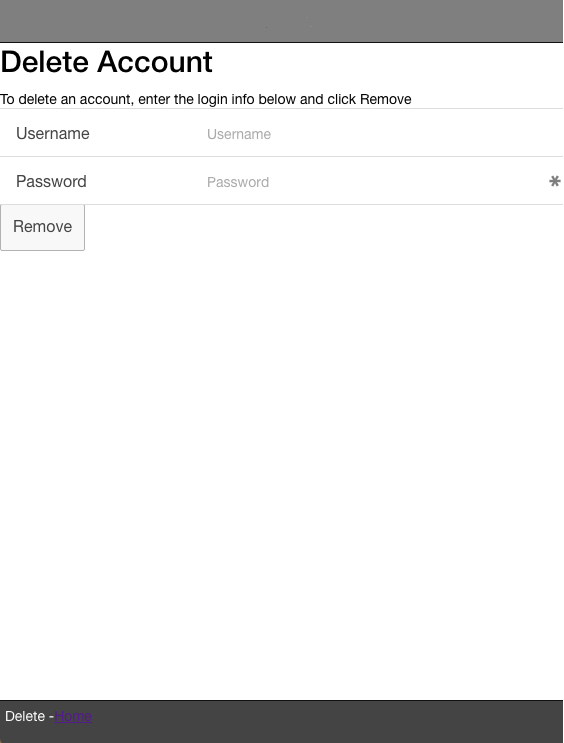 Delete Account
To delete an account, enter the login info below and click Remove
Username Username
Password Password *
Remove
Delete -Home